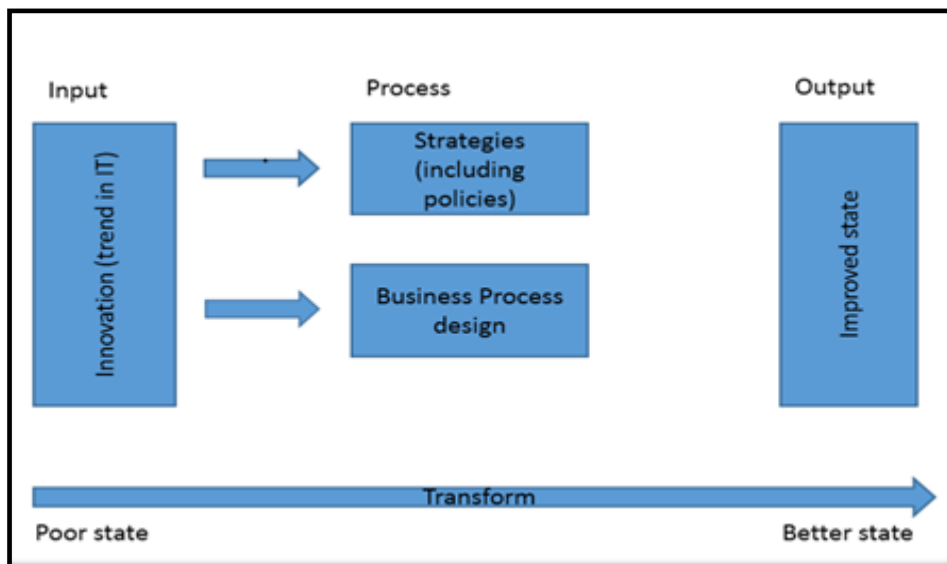 Input
Process
Output
Innovation (trend in IT)
Strategies
(including
policies)
Business Process
design
Improved state
Transform
Poor state
Better state